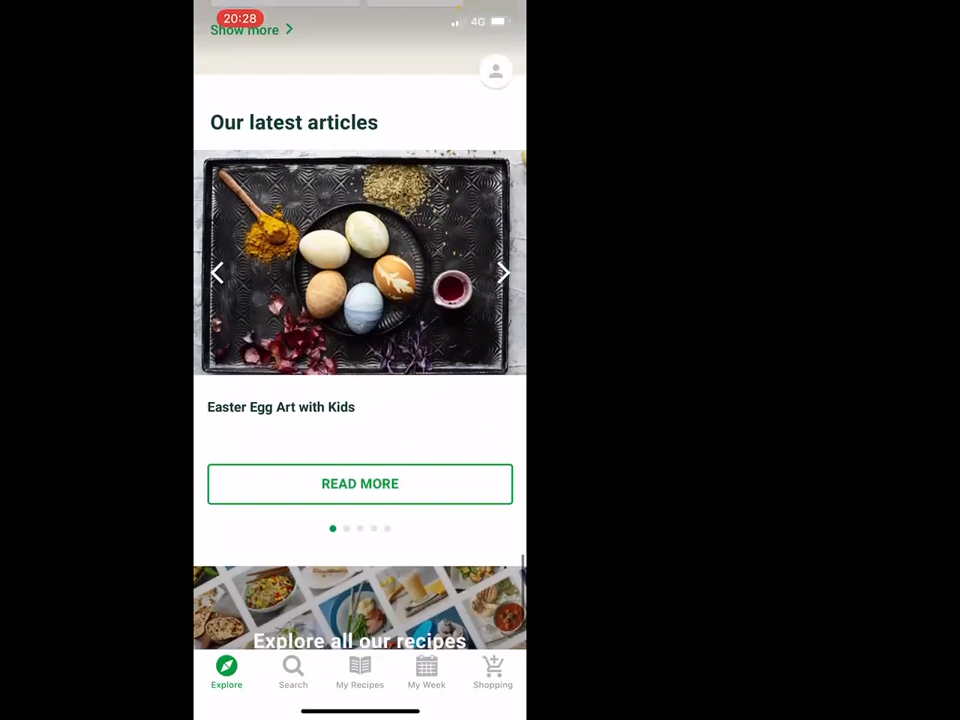 20:28
4G
Show more
Our latest articles
Easter Egg Art with Kids
READ MORE
Explore all our recipes
Explore
Search
My Recipes
My Week
Shopping